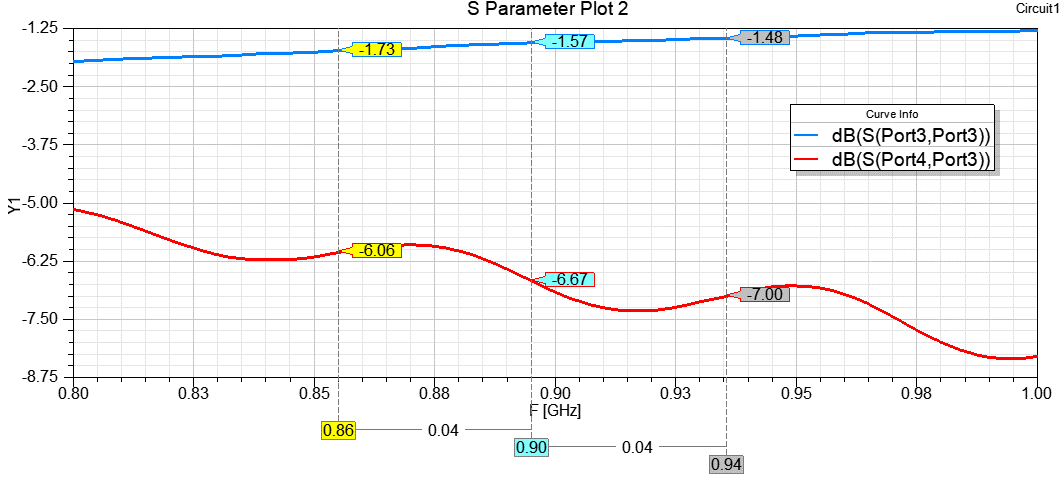 S Parameter Plot 2
Circuit1
-1.25
-2.50
-3.75
-5.00
-6.25
-7.50
-8.75
Y1
-1.73
-1.57
-1.48
Curve Info
dB(S(Port3,Port3))
dB(S(Port4,Port3))
-6.06
-6.67
-7.00
0.80 0.83 0.85 0.88 0.90 0.93 0.95 0.98 1.00
F [GHz]
0.86 0.04
0.90 0.04
0.94